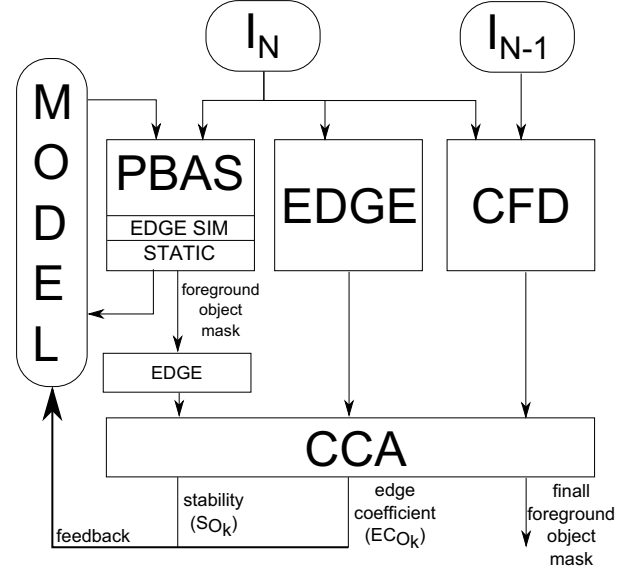 I_N
I_N-1
M
O
D
E
L
PBAS
EDGE SIM
STATIC
EDGE
CFD
foreground
object
mask
EDGE
CCA
stability
(S_Ok)
edge
coefficient
(EC_Ok)
finall
foreground
object
mask
feedback